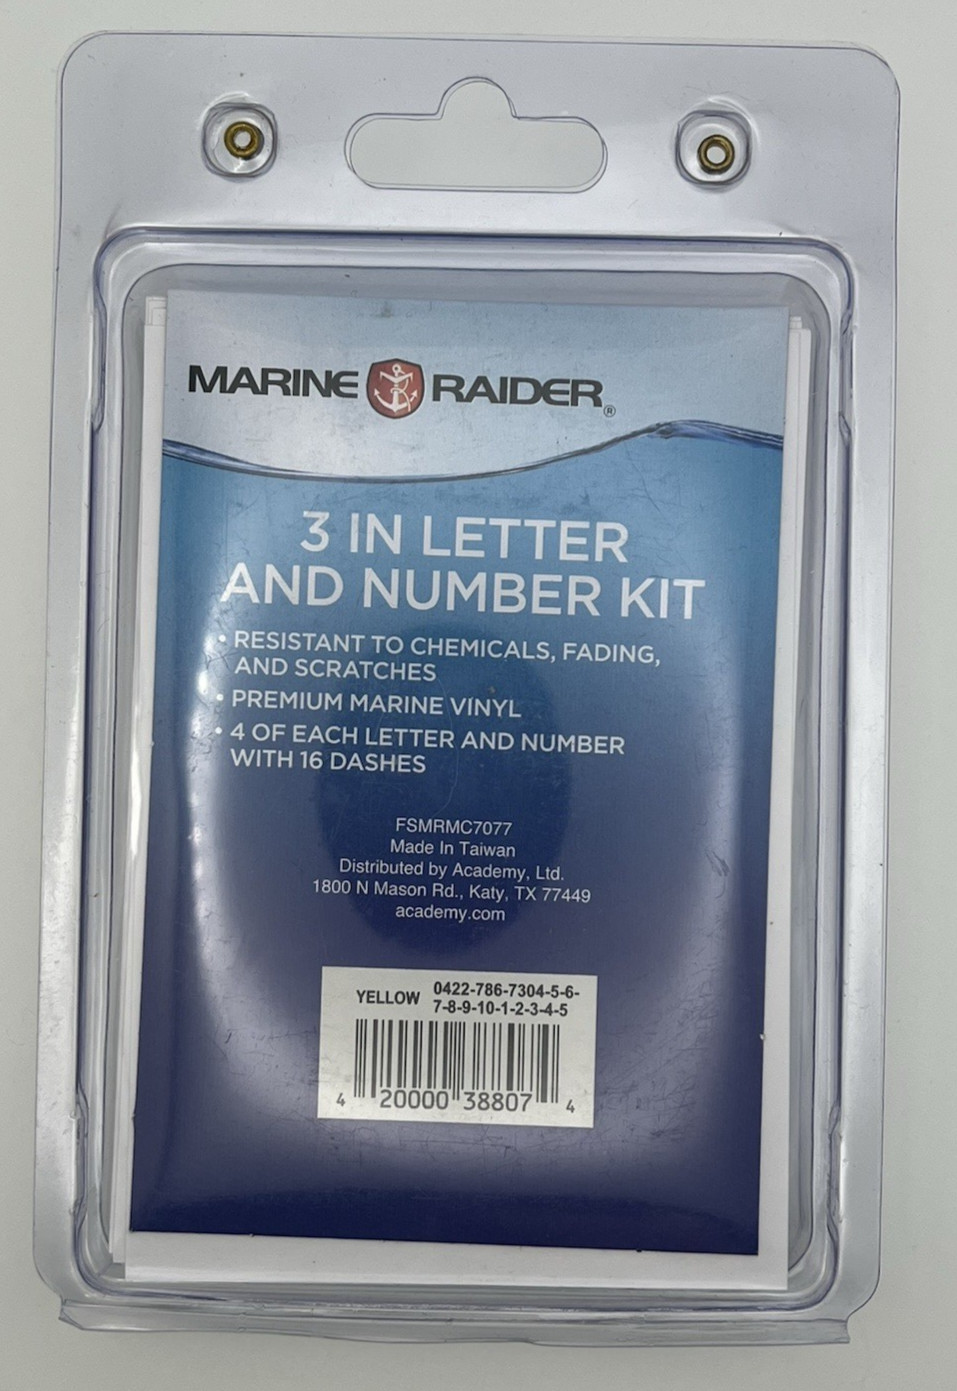 MARINE RAIDER®
3 IN LETTER
AND NUMBER KIT
• RESISTANT TO CHEMICALS, FADING,
AND SCRATCHES
• PREMIUM MARINE VINYL
• 4 OF EACH LETTER AND NUMBER
WITH 16 DASHES
FSMRMC7077
Made In Taiwan
Distributed by Academy, Ltd.
1800 N Mason Rd., Katy, TX 77449
academy.com
YELLOW 0422-786-7304-5-6-
7-8-9-10-1-2-3-4-5
4 20000 38807 4